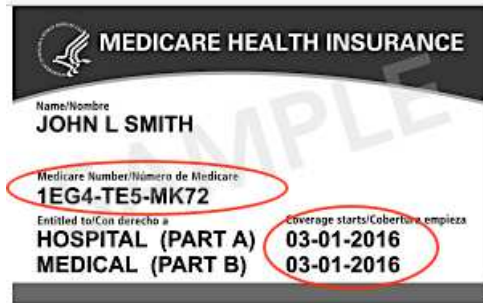 MEDICARE HEALTH INSURANCE
Name/Nombre
JOHN L SMITH
Medicare Number/Número de Medicare
1EG4-TE5-MK72
Entitled to/Con derecho a Coverage starts/Cobertura empieza
HOSPITAL (PART A) 03-01-2016
MEDICAL (PART B) 03-01-2016
SAMPLE